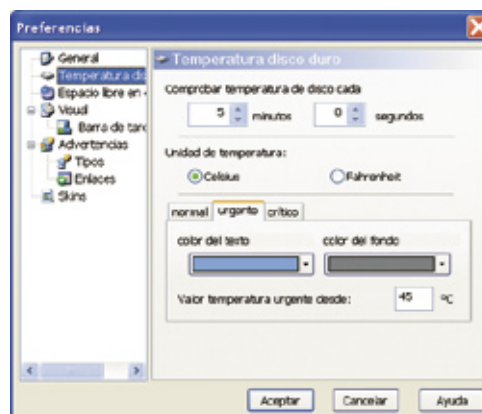 Preferencias
General
Temperatura dis
Espacio libre en
Visual
Barra de tare
Advertencias
Tipos
Enlaces
Skins
Temperatura disco duro
Comprobar temperatura de disco cada
5 minutos 0 segundos
Unidad de temperatura:
Celsius Fahrenheit
normal urgente crítico
color del texto color del fondo
Valor temperatura urgente desde: 45 ºC
Aceptar Cancelar Ayuda